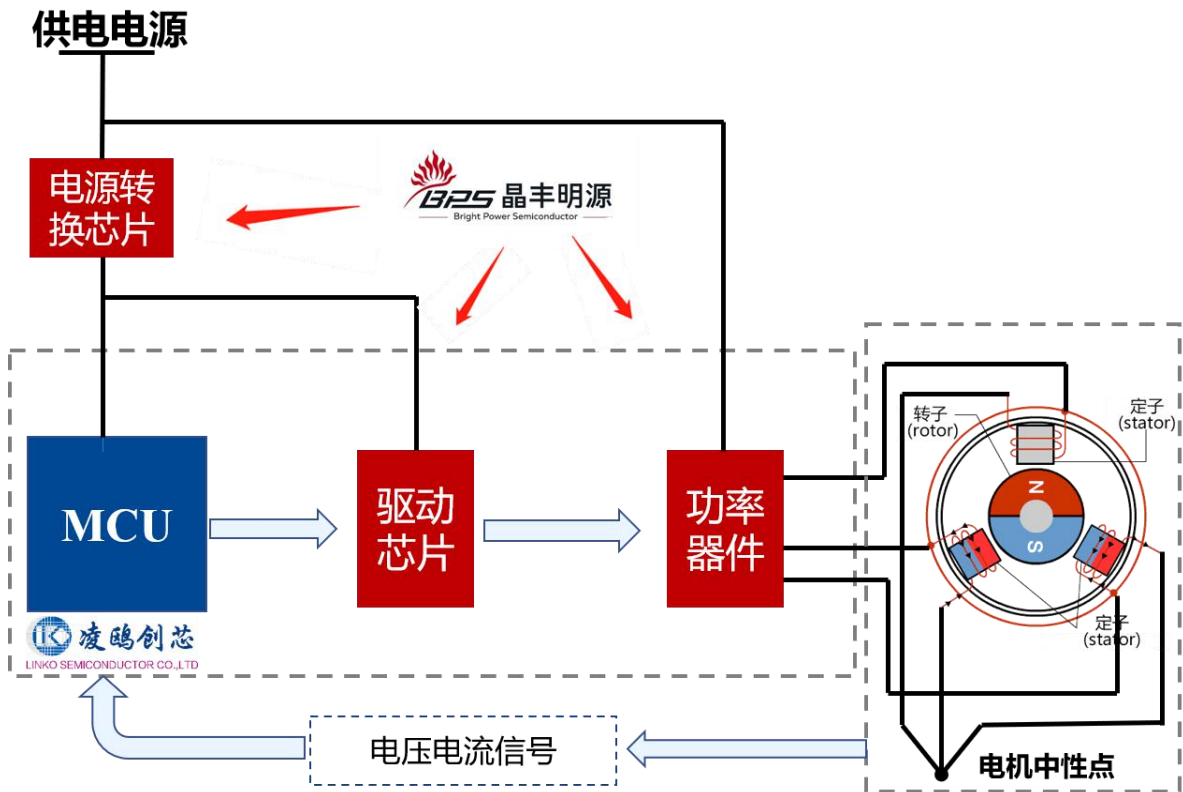 供电电源
电源转
换芯片
BPS 晶丰明源
Bright Power Semiconductor
MCU
驱动
芯片
功率
器件
凌鸥创芯
LINKO SEMICONDUCTOR CO.,LTD
转子
(rotor)
定子
(stator)
N
S
定子
(stator)
电压电流信号
电机中性点